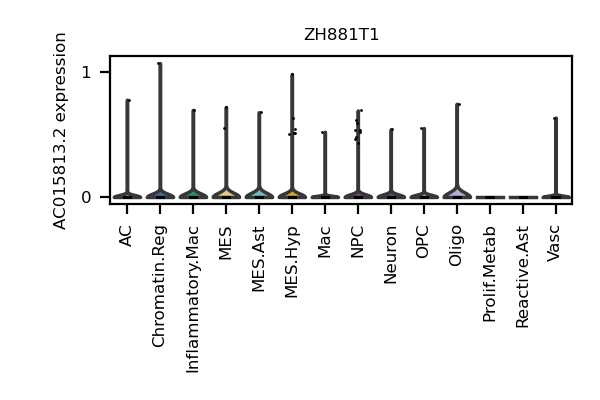 ZH881T1
AC015813.2 expression
1
0
AC
Chromatin.Reg
Inflammatory.Mac
MES
MES.Ast
MES.Hyp
Mac
NPC
Neuron
OPC
Oligo
Prolif.Metab
Reactive.Ast
Vasc